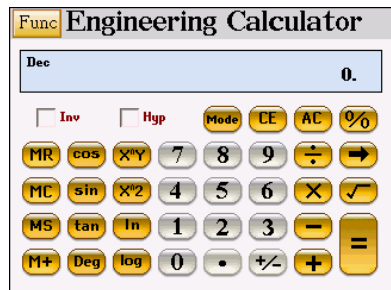 Func Engineering Calculator
Dec
0.
Inv Hyp Mode CE AC %
MR cos X^Y 7 8 9 ÷ →
MC sin X^2 4 5 6 × √
MS tan In 1 2 3 − =
M+ Deg log 0 • +/− +